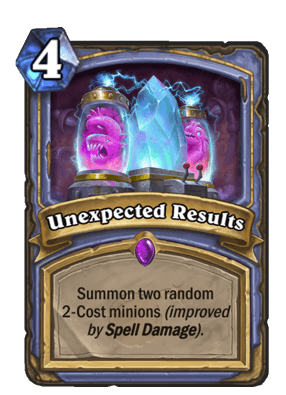 4
Unexpected Results
Summon two random
2-Cost minions (improved
by Spell Damage).